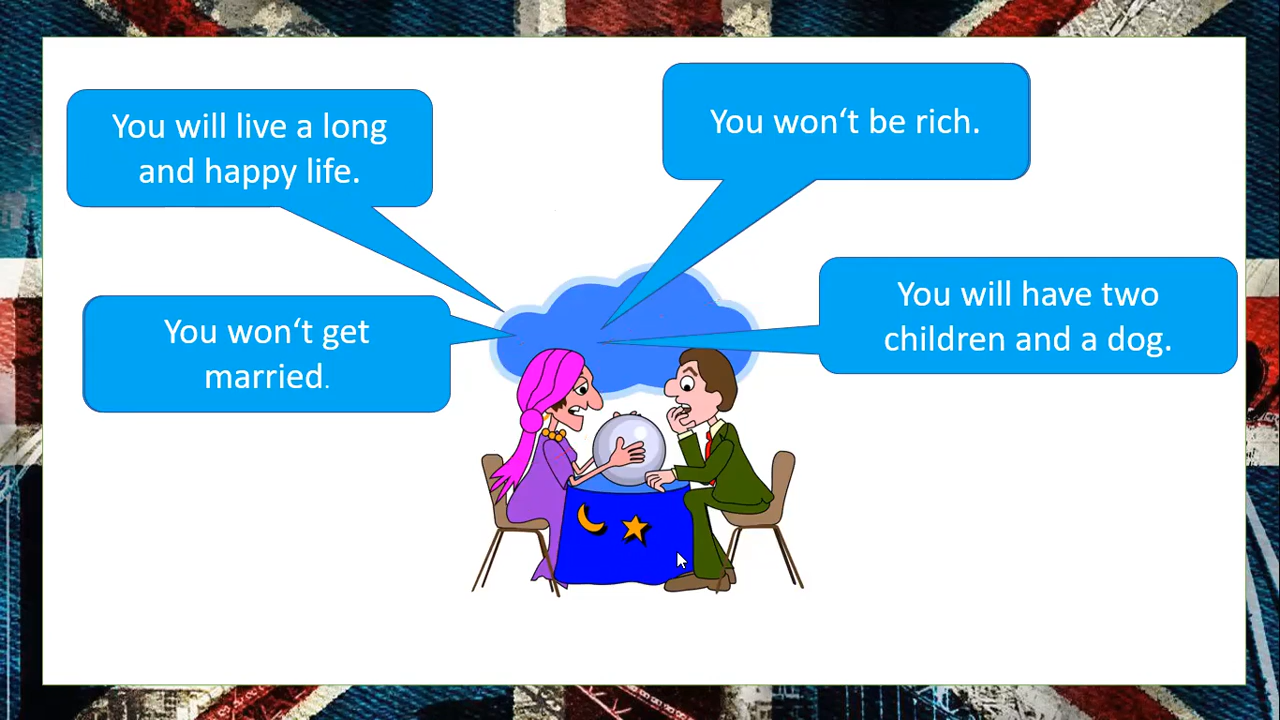 You will live a long
and happy life.
You won‘t be rich.
You won‘t get
married.
You will have two
children and a dog.